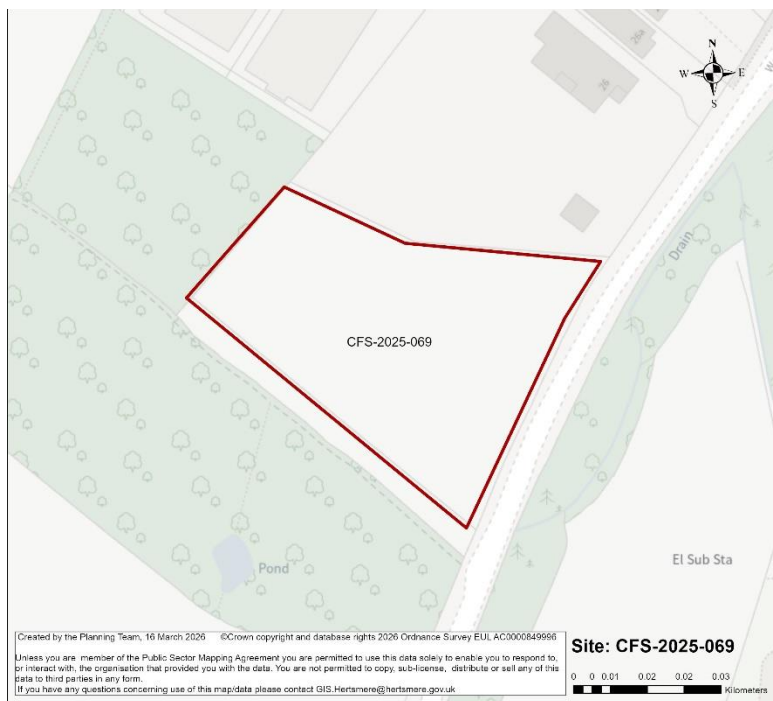 N
W E
S
26a
26
W
Drain
CFS-2025-069
El Sub Sta
Pond
Created by the Planning Team, 16 March 2026 ©Crown copyright and database rights 2026 Ordnance Survey EUL AC0000849996
Unless you are member of the Public Sector Mapping Agreement you are permitted to use this data solely to enable you to respond to,
or interact with, the organisation that provided you with the data. You are not permitted to copy, sub-license, distribute or sell any of this
data to third parties in any form.
If you have any questions concerning use of this map/data please contact GIS.Hertsmere@hertsmere.gov.uk
Site: CFS-2025-069
0 0 0.01 0.02 0.02 0.03
Kilometers